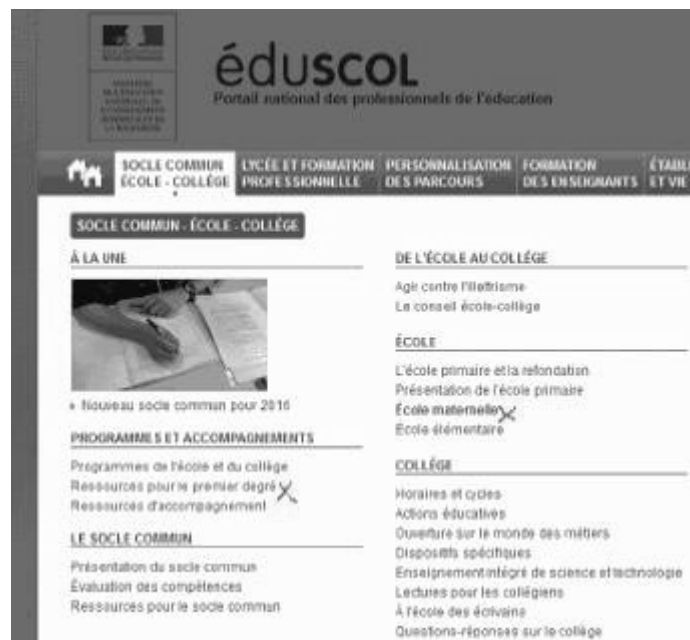 éduscol
Portail national des professionnels de l'éducation
SOCLE COMMUN
ÉCOLE - COLLÈGE
LYCÉE ET FORMATION
PROFESSIONNELLE
PERSONNALISATION
DES PARCOURS
FORMATION
DES ENSEIGNANTS
ÉTABL
ET VIE
SOCLE COMMUN - ÉCOLE - COLLÈGE
À LA UNE
Nouveau socle commun pour 2016
PROGRAMMES ET ACCOMPAGNEMENTS
Programmes de l'école et du collège
Ressources pour le premier degré
Ressources d'accompagnement
LE SOCLE COMMUN
Présentation du socle commun
Évaluation des compétences
Ressources pour le socle commun
DE L'ÉCOLE AU COLLÈGE
Agir contre l'illettrisme
Le conseil école-collège
ÉCOLE
L'école primaire et la refondation
Présentation de l'école primaire
École maternelle
École élémentaire
COLLÈGE
Horaires et cycles
Actions éducatives
Ouverture sur le monde des métiers
Dispositifs spécifiques
Enseignement intégré de science et technologie
Lectures pour les collégiens
À l'école des écrivains
Questions-réponses sur le collège